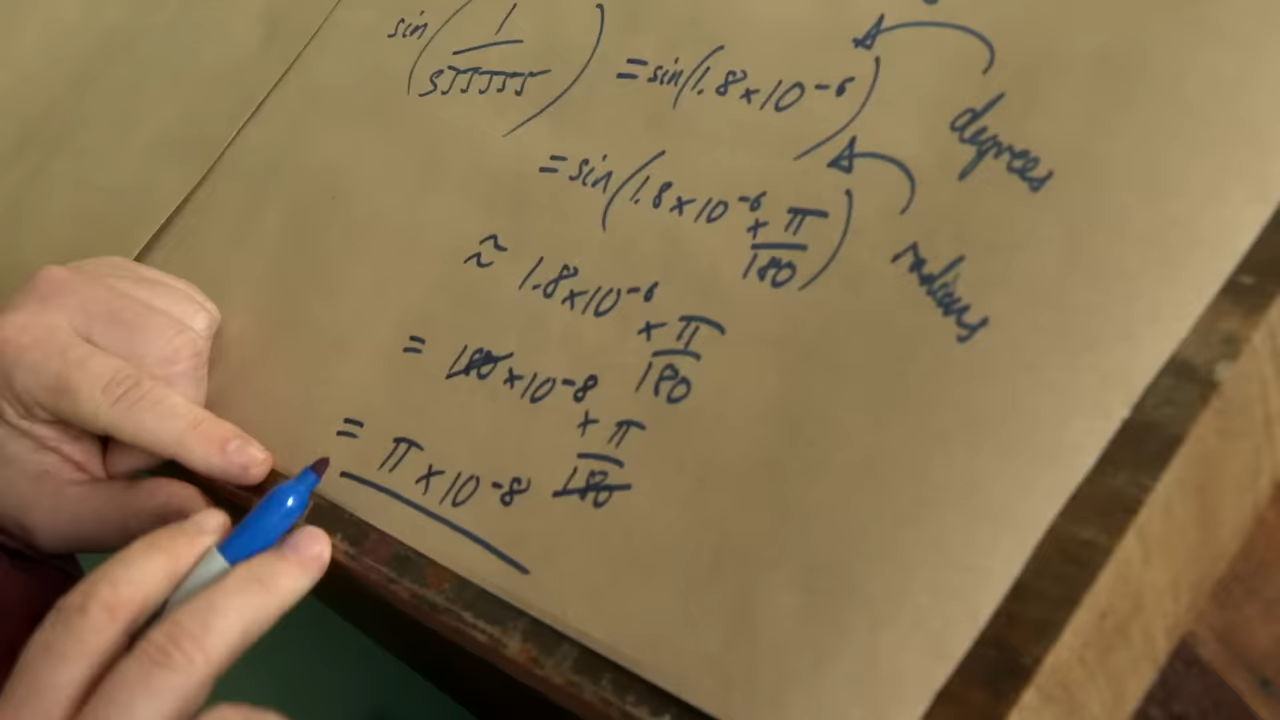 sin(1/555555) = sin(1.8×10⁻⁶)
degrees
= sin(1.8×10⁻⁶ × π/180)
radians
≈ 1.8×10⁻⁶ × π/180
= 180×10⁻⁸ × π/180
= π×10⁻⁸